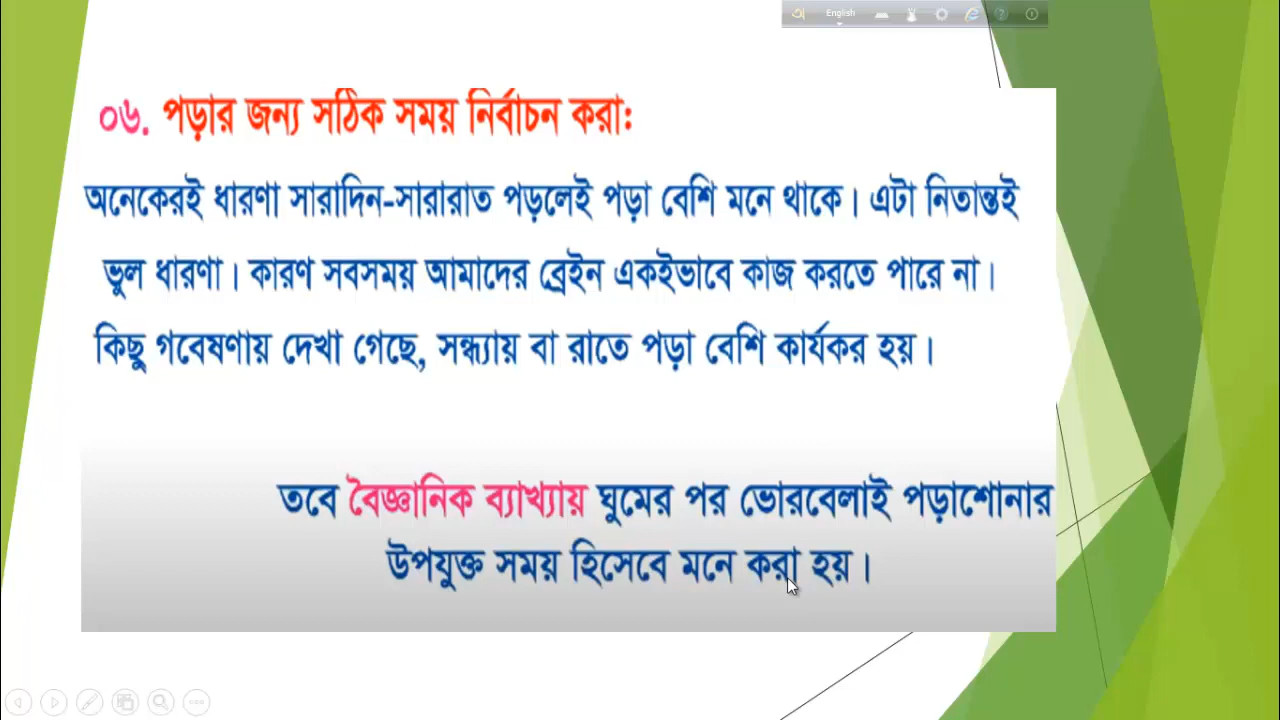 English
০৬. পড়ার জন্য সঠিক সময় নির্বাচন করা:
অনেকেরই ধারণা সারাদিন-সারারাত পড়লেই পড়া বেশি মনে থাকে। এটা নিতান্তই
ভুল ধারণা। কারণ সবসময় আমাদের ব্রেইন একইভাবে কাজ করতে পারে না।
কিছু গবেষণায় দেখা গেছে, সন্ধ্যায় বা রাতে পড়া বেশি কার্যকর হয়।
তবে বৈজ্ঞানিক ব্যাখ্যায় ঘুমের পর ভোরবেলাই পড়াশোনার
উপযুক্ত সময় হিসেবে মনে করা হয়।